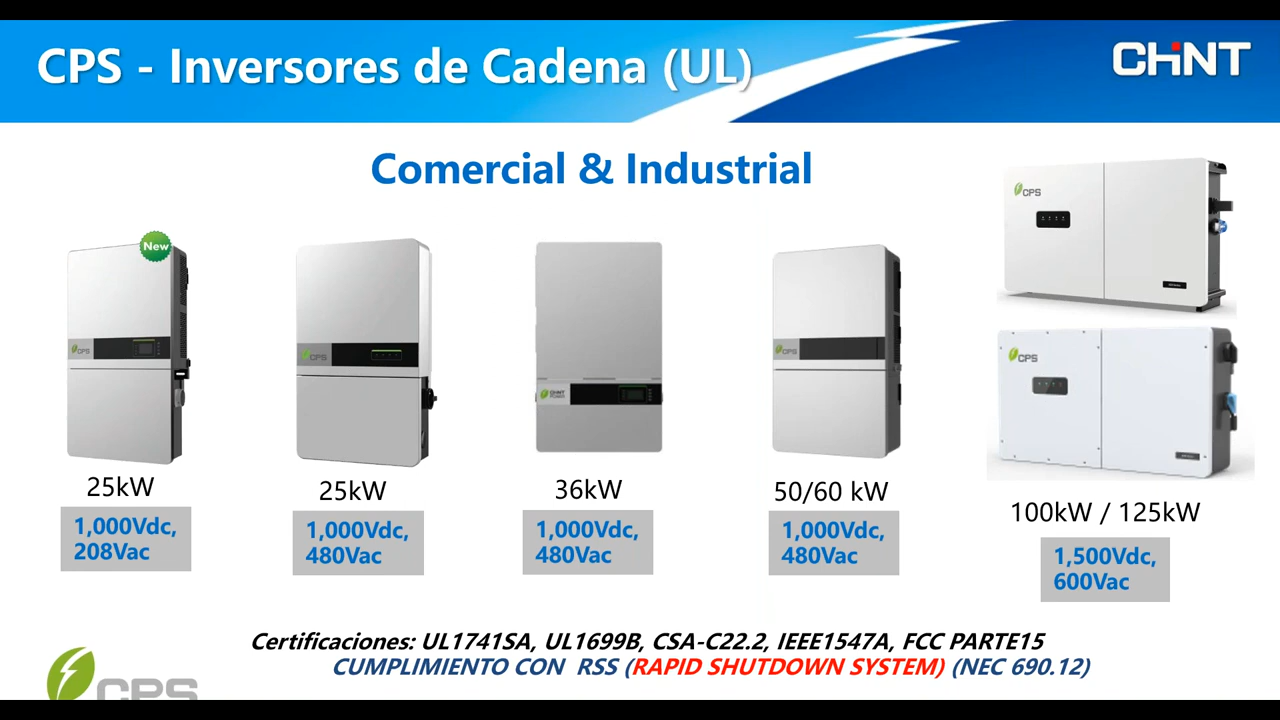 CPS - Inversores de Cadena (UL)
CHiNT
Comercial & Industrial
New
CPS
CPS
CHNT
POWER
CPS
CPS
CPS
25kW
1,000Vdc,
208Vac
25kW
1,000Vdc,
480Vac
36kW
1,000Vdc,
480Vac
50/60 kW
1,000Vdc,
480Vac
100kW / 125kW
1,500Vdc,
600Vac
Certificaciones: UL1741SA, UL1699B, CSA-C22.2, IEEE1547A, FCC PARTE15
CUMPLIMIENTO CON RSS (RAPID SHUTDOWN SYSTEM) (NEC 690.12)
CPS